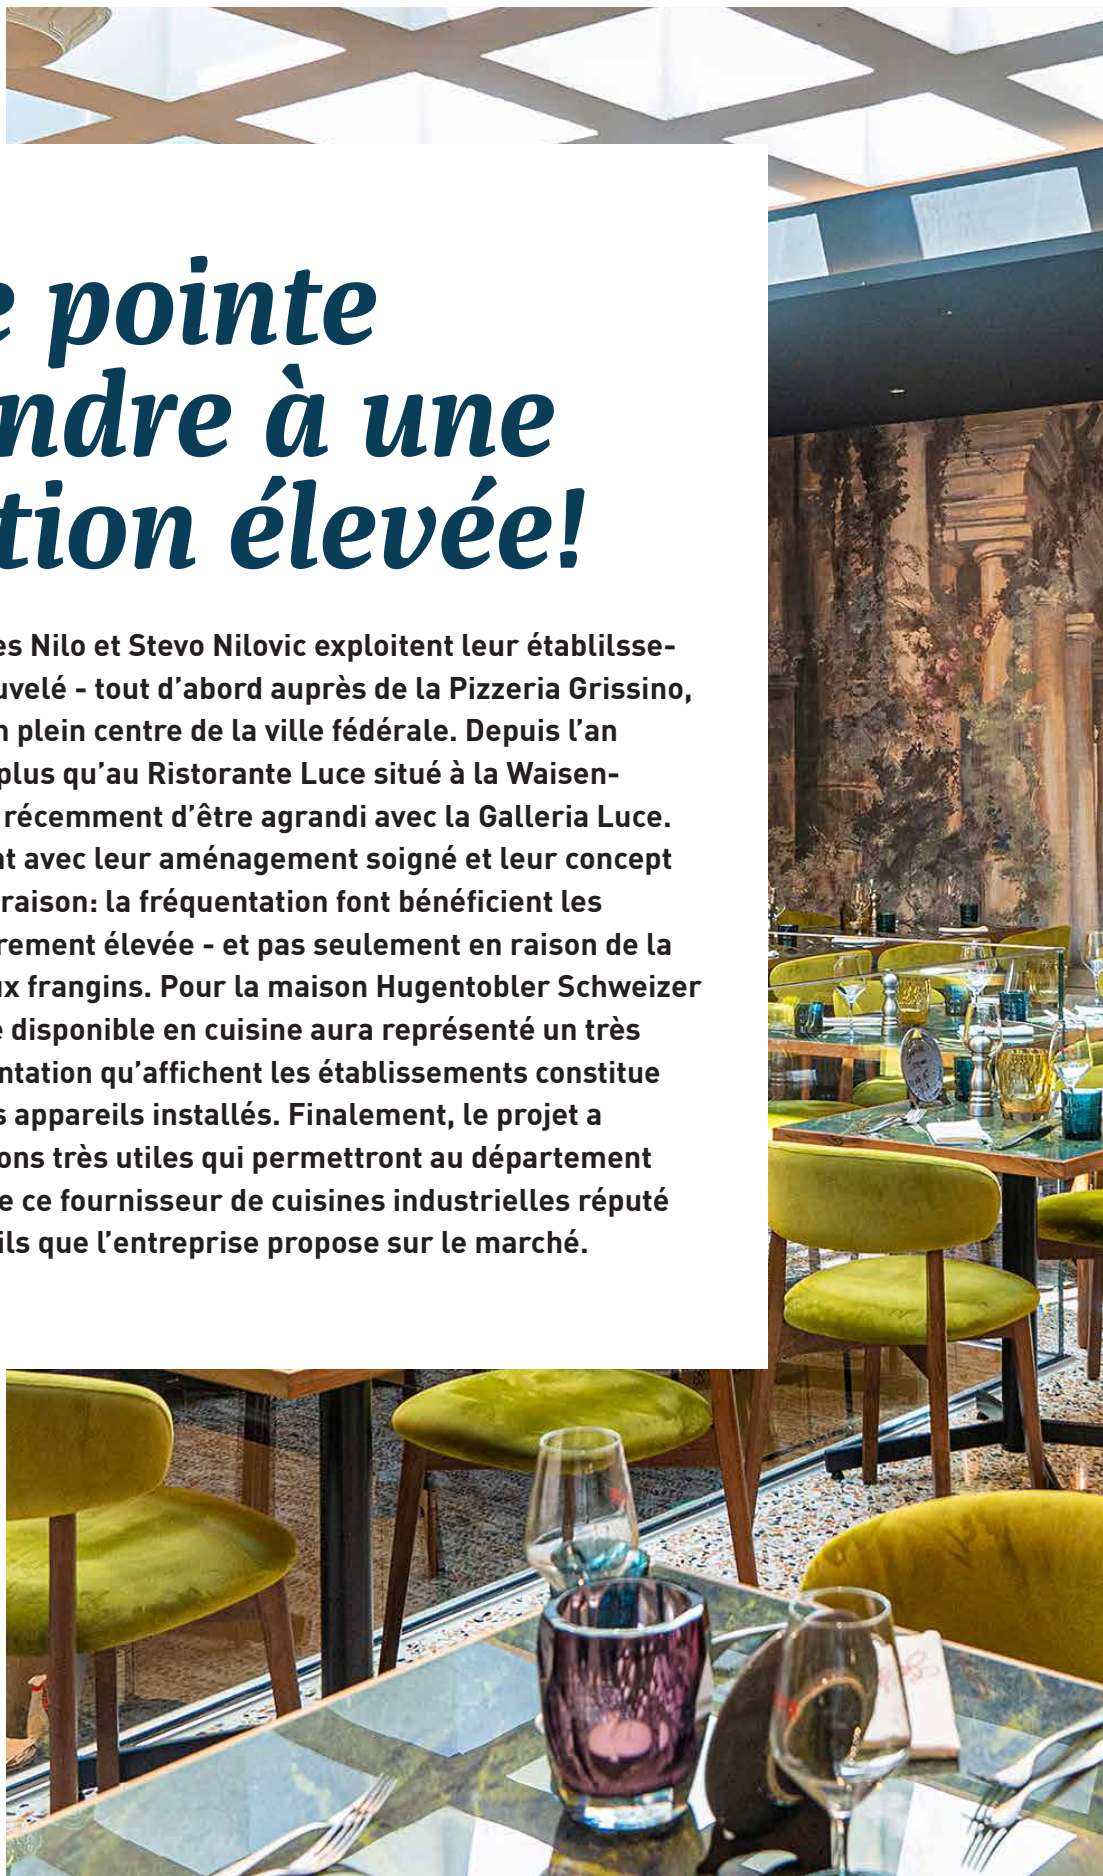 e pointe
ndre à une
tion élevée!
es Nilo et Stevo Nilovic exploitent leur établilsse-
uvelé - tout d’abord auprès de la Pizzeria Grissino,
n plein centre de la ville fédérale. Depuis l’an
plus qu’au Ristorante Luce situé à la Waisen-
récemment d’être agrandi avec la Galleria Luce.
nt avec leur aménagement soigné et leur concept
raison: la fréquentation font bénéficient les
rement élevée - et pas seulement en raison de la
ux frangins. Pour la maison Hugentobler Schweizer
e disponible en cuisine aura représenté un très
ntation qu’affichent les établissements constitue
s appareils installés. Finalement, le projet a
ons très utiles qui permettront au département
e ce fournisseur de cuisines industrielles réputé
ils que l’entreprise propose sur le marché.